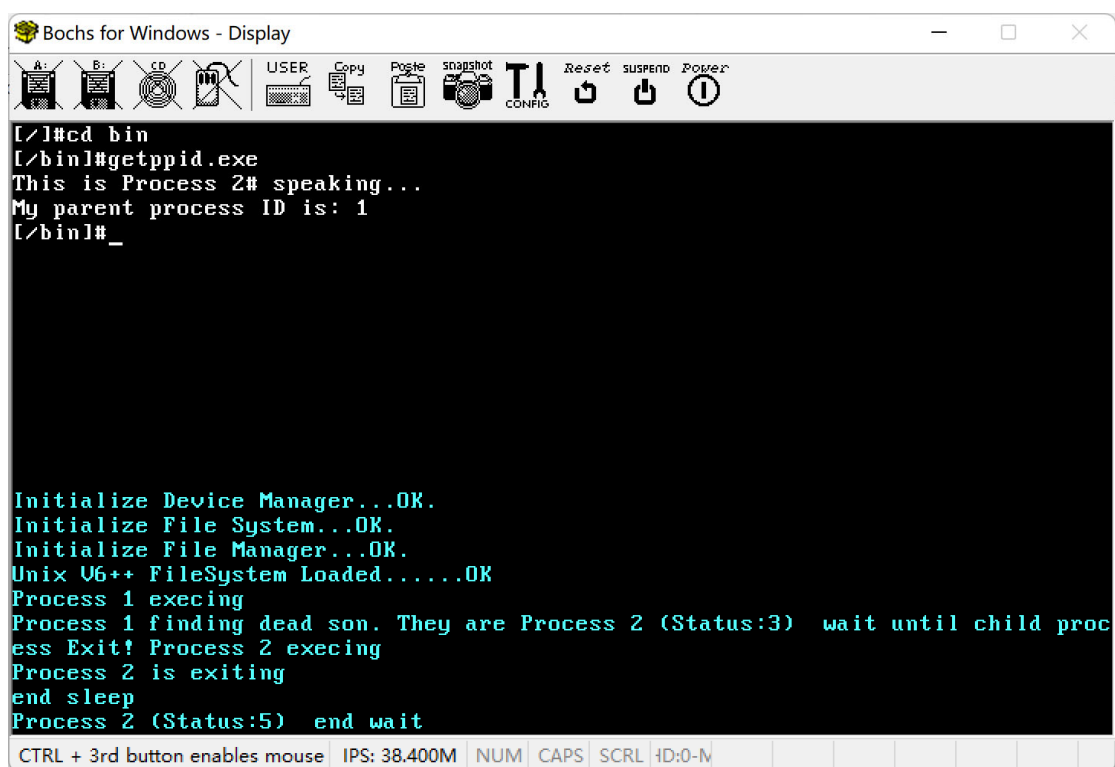 Bochs for Windows - Display
A: B: CD USER Copy Poste snapshot CONFIG Reset SUSPEND Power
[/]#cd bin
[/bin]#getppid.exe
This is Process 2# speaking...
My parent process ID is: 1
[/bin]#_
Initialize Device Manager...OK.
Initialize File System...OK.
Initialize File Manager...OK.
Unix V6++ FileSystem Loaded......OK
Process 1 execing
Process 1 finding dead son. They are Process 2 (Status:3)  wait until child proc
ess Exit! Process 2 execing
Process 2 is exiting
end sleep
Process 2 (Status:5)  end wait
CTRL + 3rd button enables mouse IPS: 38.400M NUM CAPS SCRL HD:0-M